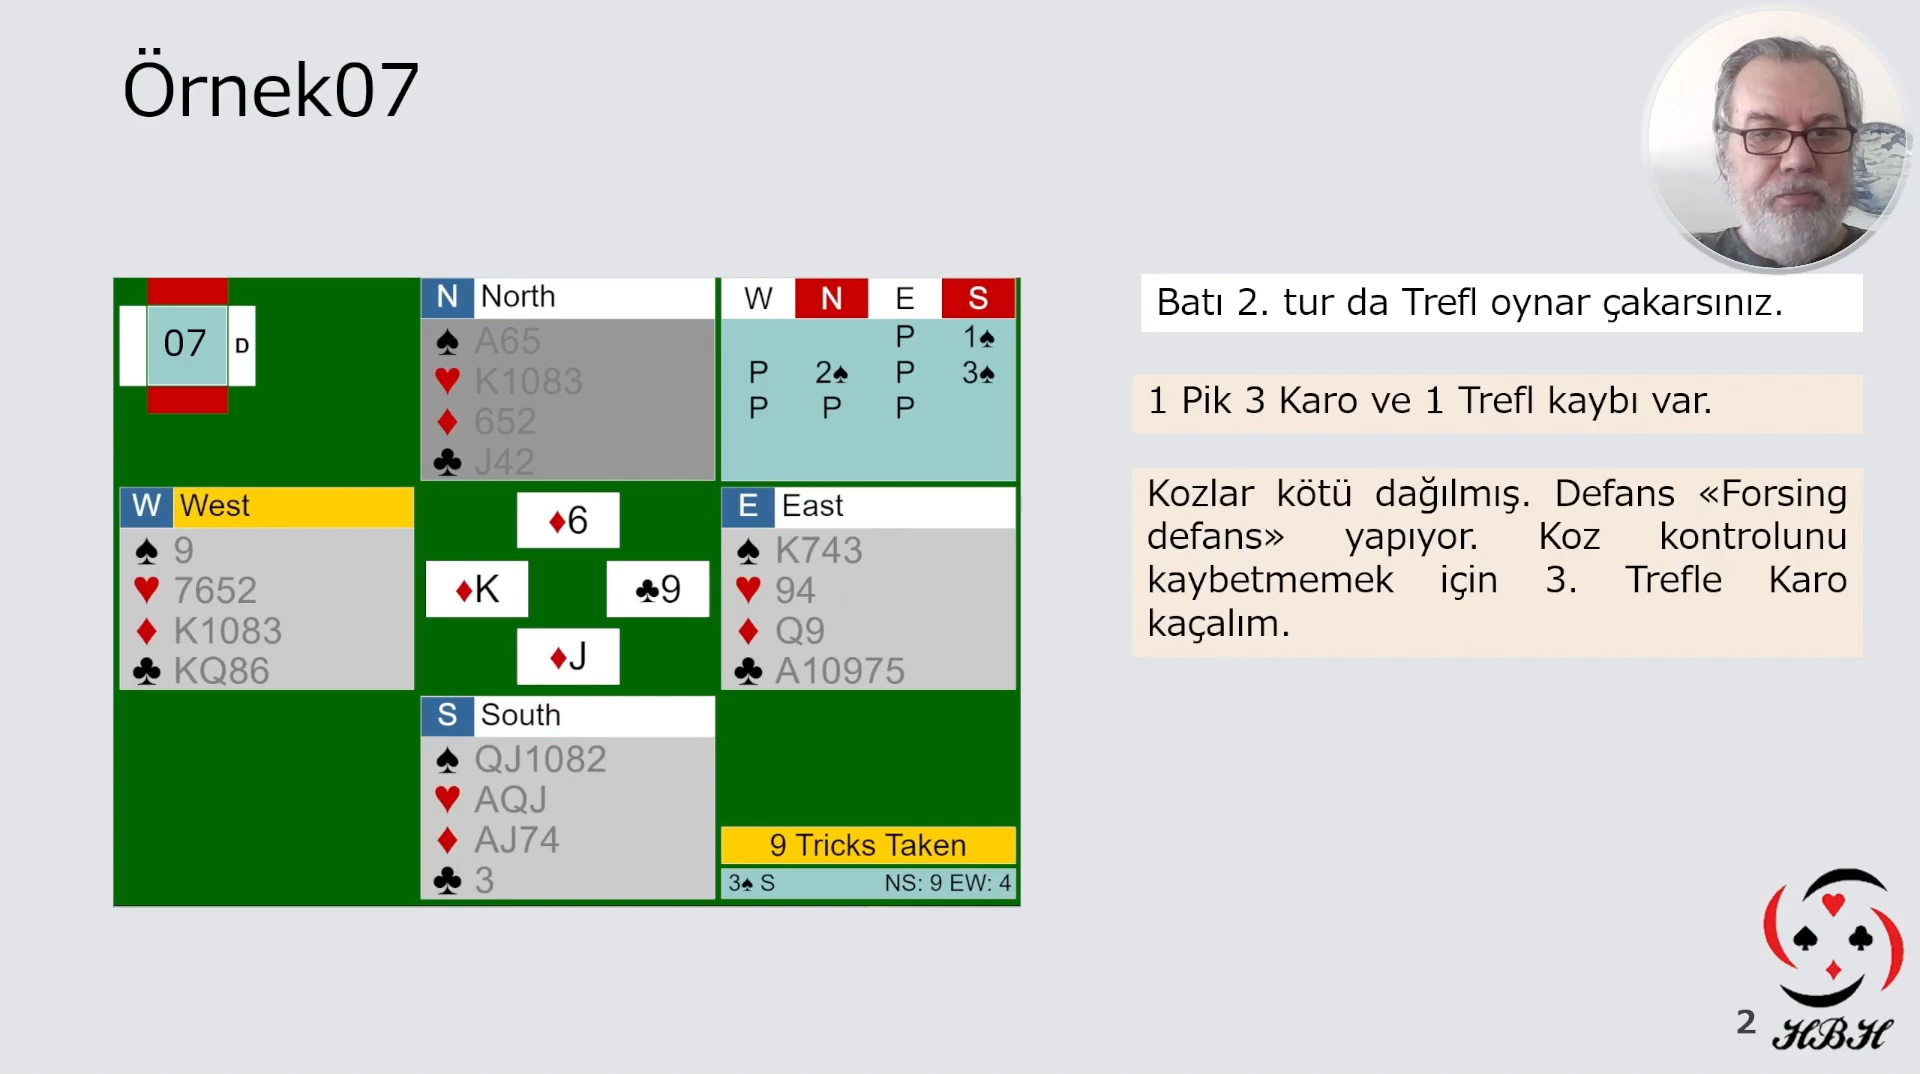 Örnek07
07
D
N North
♠ A65
♥ K1083
♦ 652
♣ J42
W N E S
P 1♠
P 2♠ P 3♠
P P P
W West
♠ 9
♥ 7652
♦ K1083
♣ KQ86
♦6
♦K
♣9
♦J
E East
♠ K743
♥ 94
♦ Q9
♣ A10975
S South
♠ QJ1082
♥ AQJ
♦ AJ74
♣ 3
9 Tricks Taken
3♠ S NS: 9 EW: 4
Batı 2. tur da Trefl oynar çakarsınız.
1 Pik 3 Karo ve 1 Trefl kaybı var.
Kozlar kötü dağılmış. Defans «Forsing
defans» yapıyor. Koz kontrolunu
kaybetmemek için 3. Trefle Karo
kaçalım.
2
HBH